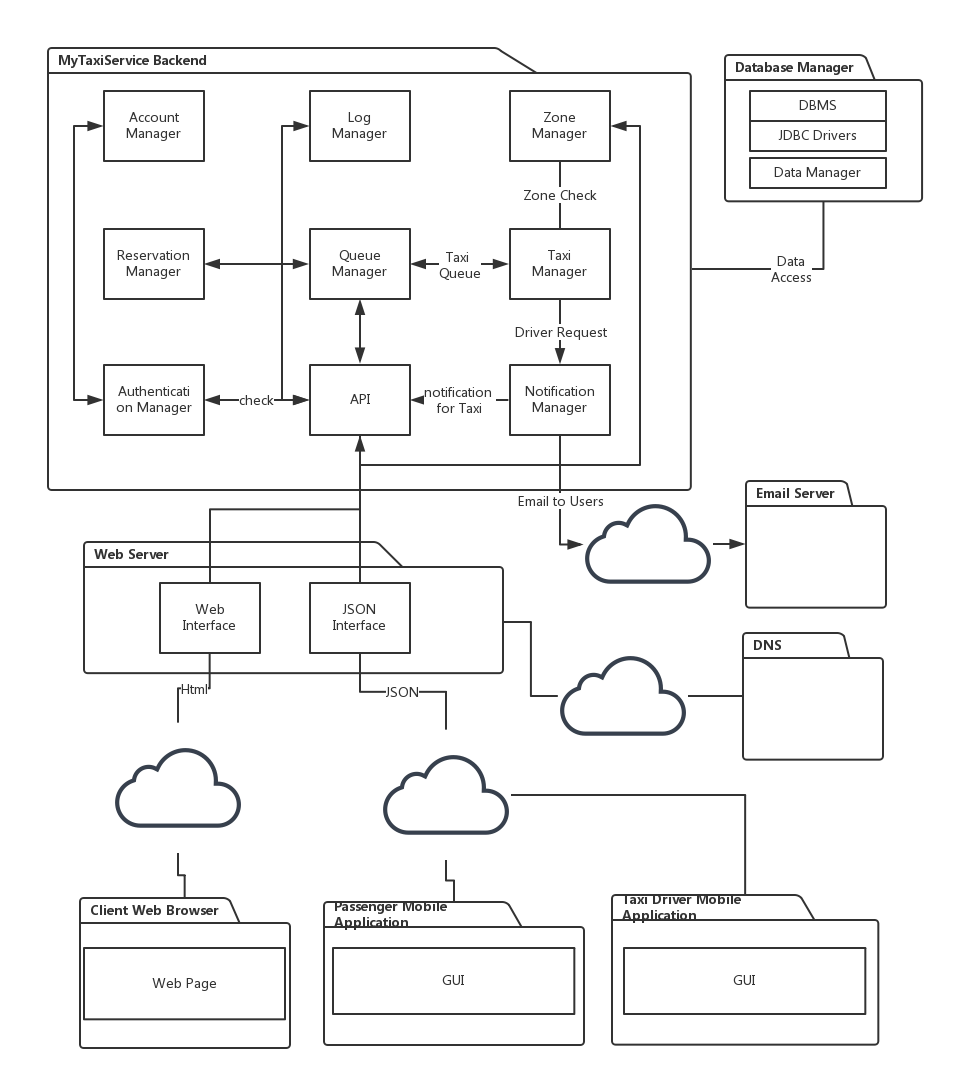 MyTaxiService Backend
Database Manager
Account
Manager
Log
Manager
Zone
Manager
DBMS
JDBC Drivers
Data Manager
Zone Check
Reservation
Manager
Queue
Manager
Taxi
Queue
Taxi
Manager
Data
Access
Driver Request
Authenticati
on Manager
check
API
notification
for Taxi
Notification
Manager
Email to Users
Email Server
Web Server
Web
Interface
JSON
Interface
DNS
Html
JSON
Client Web Browser
Passenger Mobile
Application
Taxi Driver Mobile
Application
Web Page
GUI
GUI